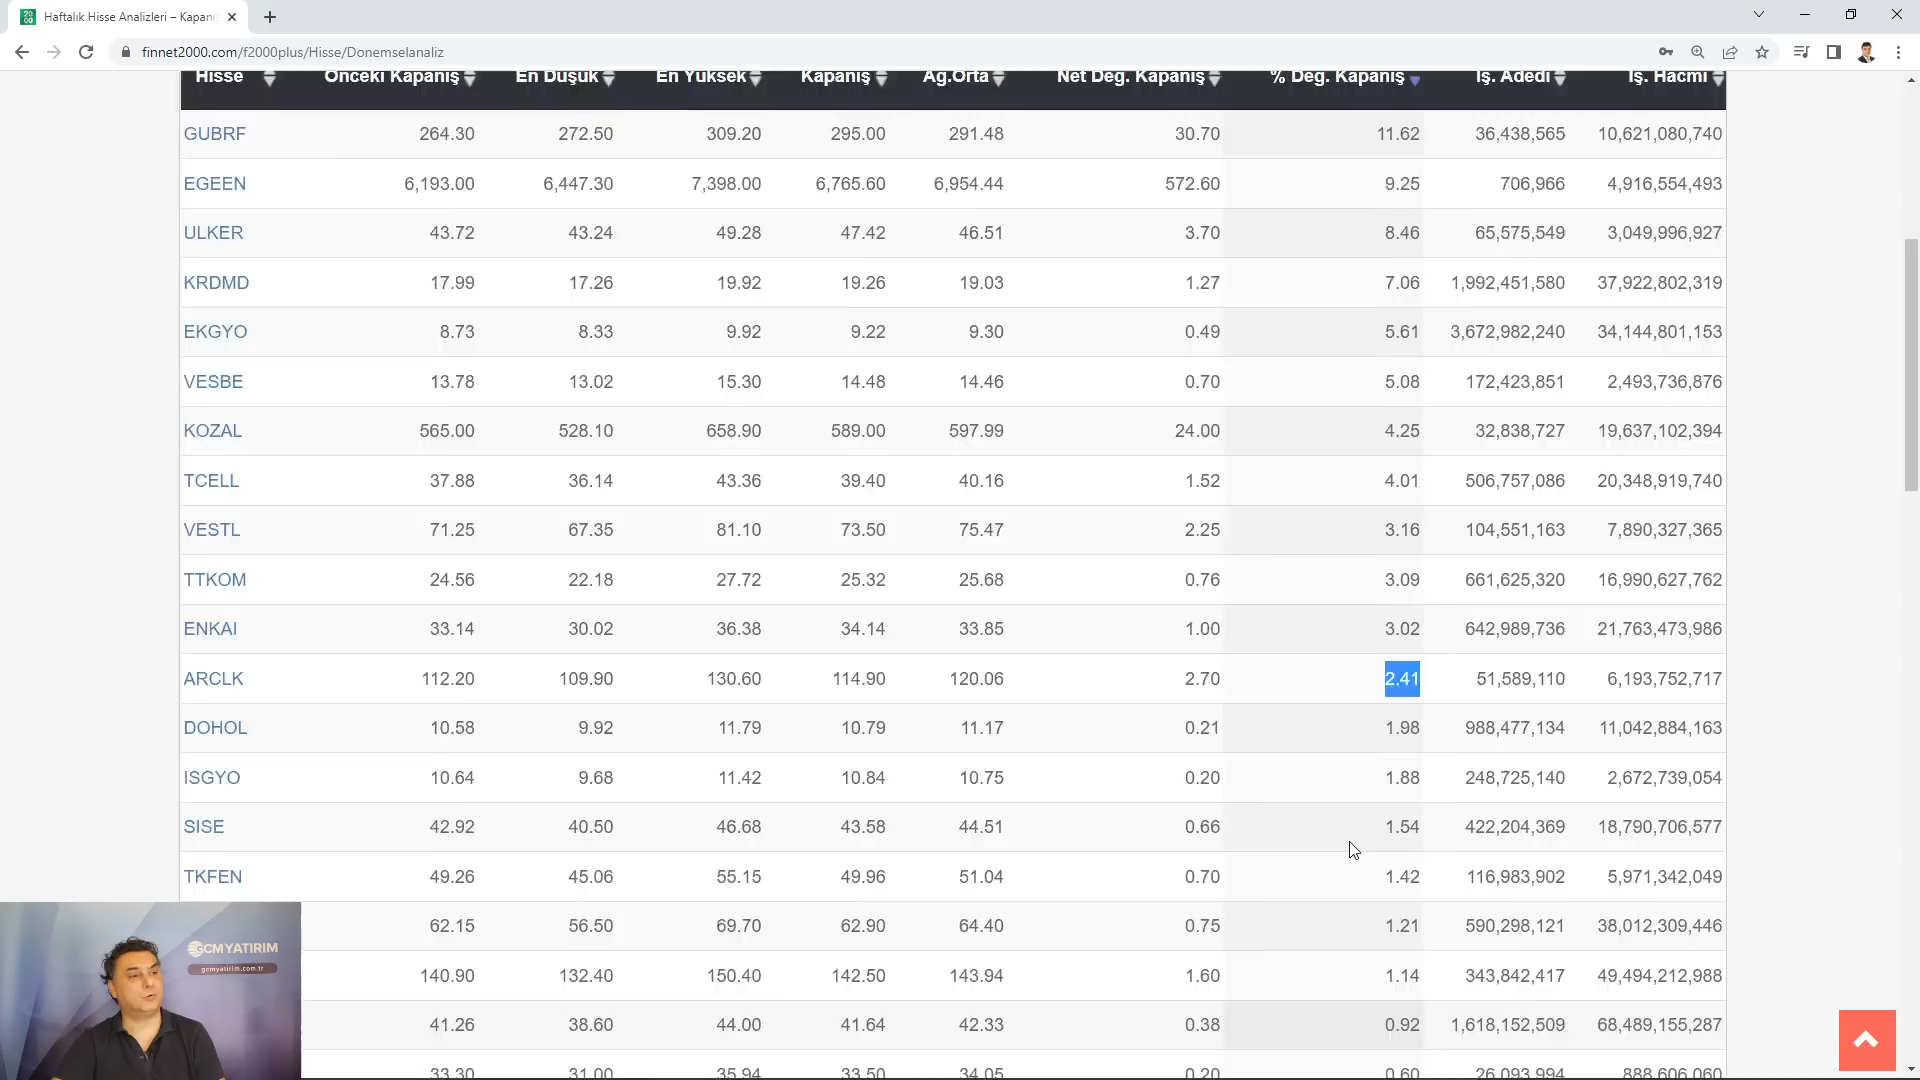 Haftalık Hisse Analizleri – Kapanı
finnet2000.com/f2000plus/Hisse/Donemselanaliz
Hisse Önceki Kapanış En Düşük En Yüksek Kapanış Ağ.Orta Net Değ. Kapanış % Değ. Kapanış İş. Adedi İş. Hacmi
GUBRF 264.30 272.50 309.20 295.00 291.48 30.70 11.62 36,438,565 10,621,080,740
EGEEN 6,193.00 6,447.30 7,398.00 6,765.60 6,954.44 572.60 9.25 706,966 4,916,554,493
ULKER 43.72 43.24 49.28 47.42 46.51 3.70 8.46 65,575,549 3,049,996,927
KRDMD 17.99 17.26 19.92 19.26 19.03 1.27 7.06 1,992,451,580 37,922,802,319
EKGYO 8.73 8.33 9.92 9.22 9.30 0.49 5.61 3,672,982,240 34,144,801,153
VESBE 13.78 13.02 15.30 14.48 14.46 0.70 5.08 172,423,851 2,493,736,876
KOZAL 565.00 528.10 658.90 589.00 597.99 24.00 4.25 32,838,727 19,637,102,394
TCELL 37.88 36.14 43.36 39.40 40.16 1.52 4.01 506,757,086 20,348,919,740
VESTL 71.25 67.35 81.10 73.50 75.47 2.25 3.16 104,551,163 7,890,327,365
TTKOM 24.56 22.18 27.72 25.32 25.68 0.76 3.09 661,625,320 16,990,627,762
ENKAI 33.14 30.02 36.38 34.14 33.85 1.00 3.02 642,989,736 21,763,473,986
ARCLK 112.20 109.90 130.60 114.90 120.06 2.70 2.41 51,589,110 6,193,752,717
DOHOL 10.58 9.92 11.79 10.79 11.17 0.21 1.98 988,477,134 11,042,884,163
ISGYO 10.64 9.68 11.42 10.84 10.75 0.20 1.88 248,725,140 2,672,739,054
SISE 42.92 40.50 46.68 43.58 44.51 0.66 1.54 422,204,369 18,790,706,577
TKFEN 49.26 45.06 55.15 49.96 51.04 0.70 1.42 116,983,902 5,971,342,049
62.15 56.50 69.70 62.90 64.40 0.75 1.21 590,298,121 38,012,309,446
140.90 132.40 150.40 142.50 143.94 1.60 1.14 343,842,417 49,494,212,988
41.26 38.60 44.00 41.64 42.33 0.38 0.92 1,618,152,509 68,489,155,287
33.30 31.00 35.94 33.50 34.05 0.20 0.60 26,093,994 888,606,060
GCM YATIRIM
gcmyatirim.com.tr